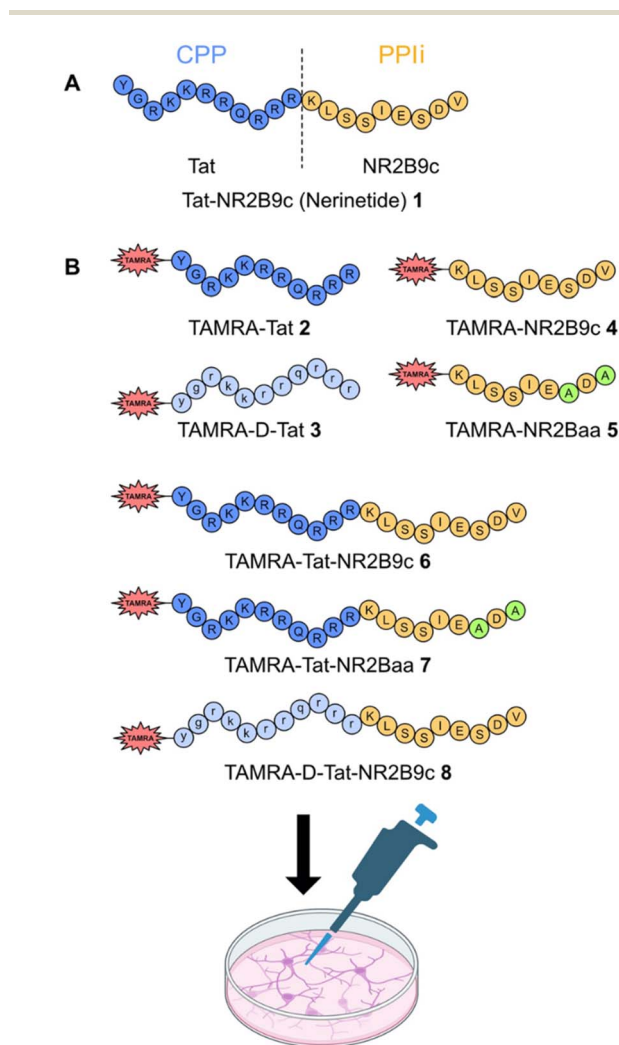 CPP PPIi
A
Y G R K K R R Q R R R K L S S I E S D V
Tat NR2B9c
Tat-NR2B9c (Nerinetide) 1
B
TAMRA Y G R K K R R Q R R R
TAMRA-Tat 2
TAMRA K L S S I E S D V
TAMRA-NR2B9c 4
TAMRA y g r k k r r q r r r
TAMRA-D-Tat 3
TAMRA K L S S I E A D A
TAMRA-NR2Baa 5
TAMRA Y G R K K R R Q R R R K L S S I E S D V
TAMRA-Tat-NR2B9c 6
TAMRA Y G R K K R R Q R R R K L S S I E A D A
TAMRA-Tat-NR2Baa 7
TAMRA y g r k k r r q r r r K L S S I E S D V
TAMRA-D-Tat-NR2B9c 8